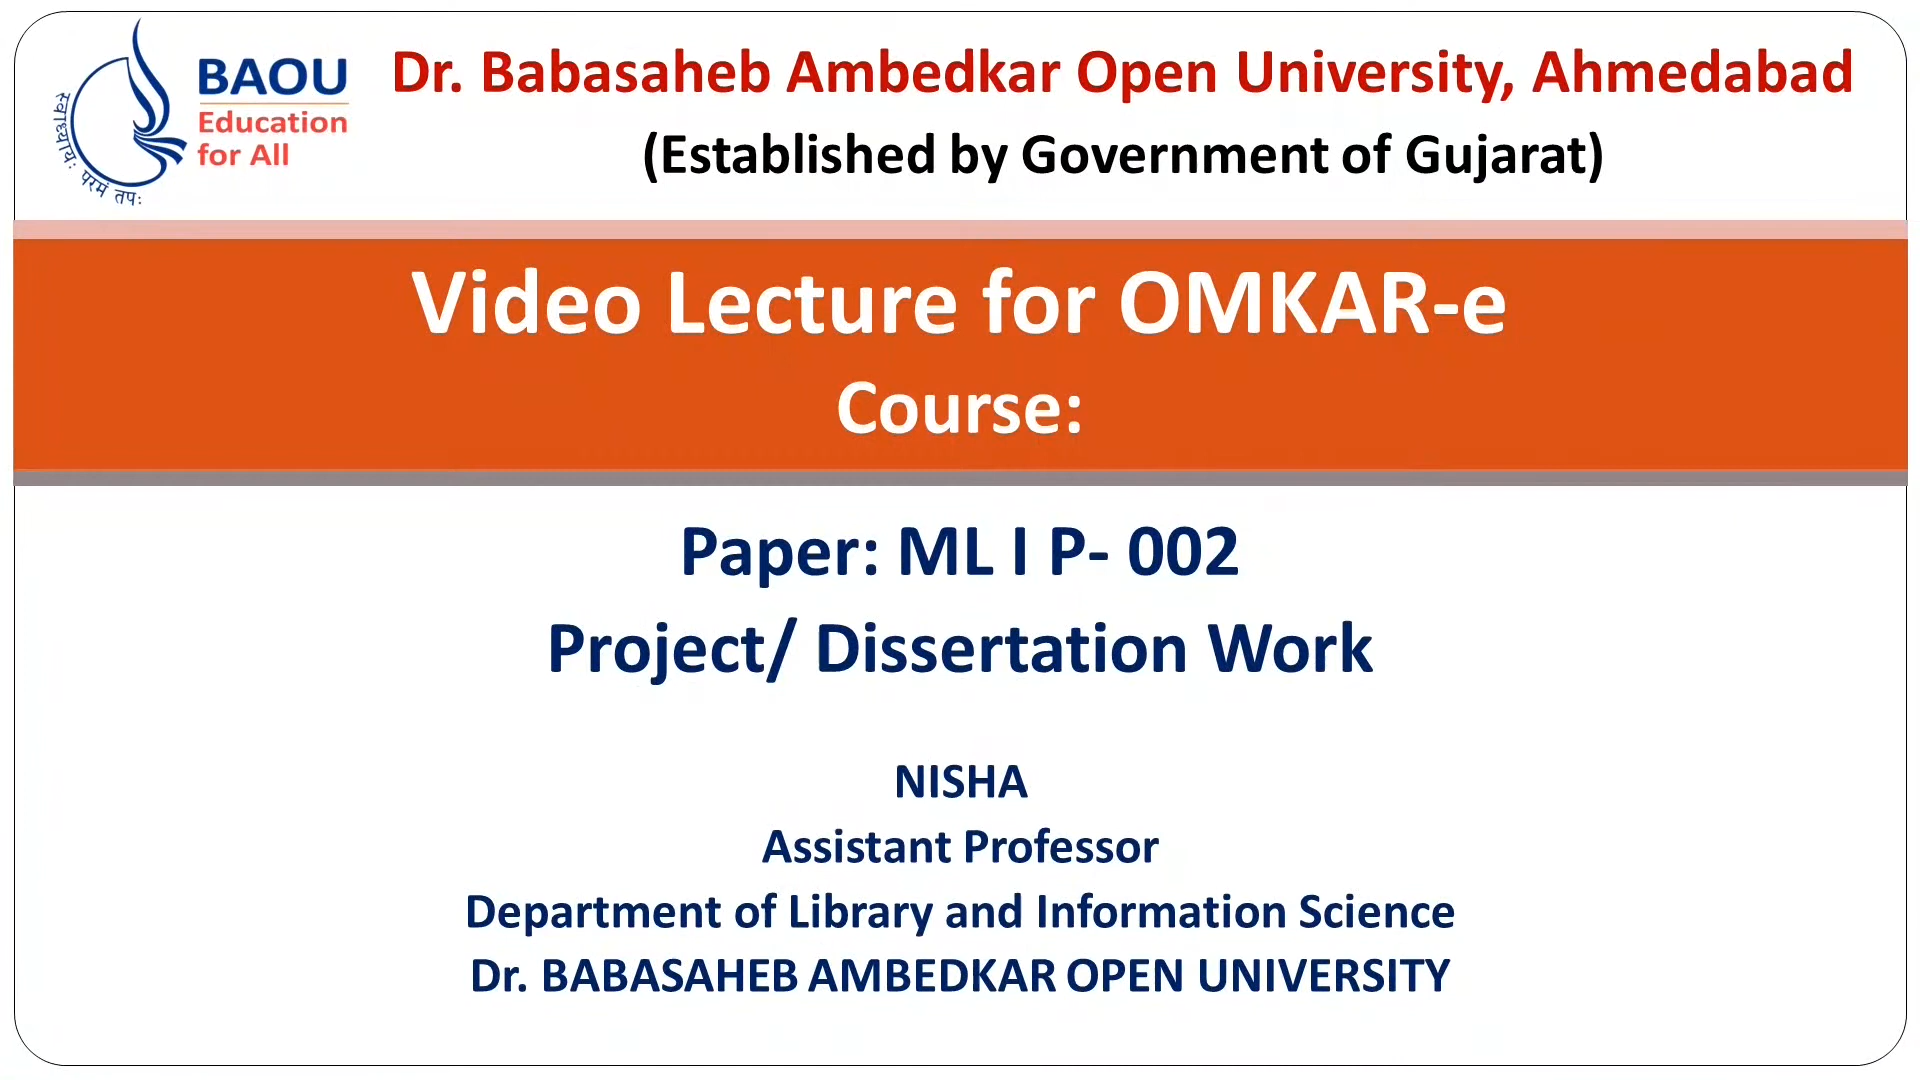 स्वाध्यायः परमं तपः
BAOU
Education
for All
Dr. Babasaheb Ambedkar Open University, Ahmedabad
(Established by Government of Gujarat)
Video Lecture for OMKAR-e
Course:
Paper: ML I P- 002
Project/ Dissertation Work
NISHA
Assistant Professor
Department of Library and Information Science
Dr. BABASAHEB AMBEDKAR OPEN UNIVERSITY